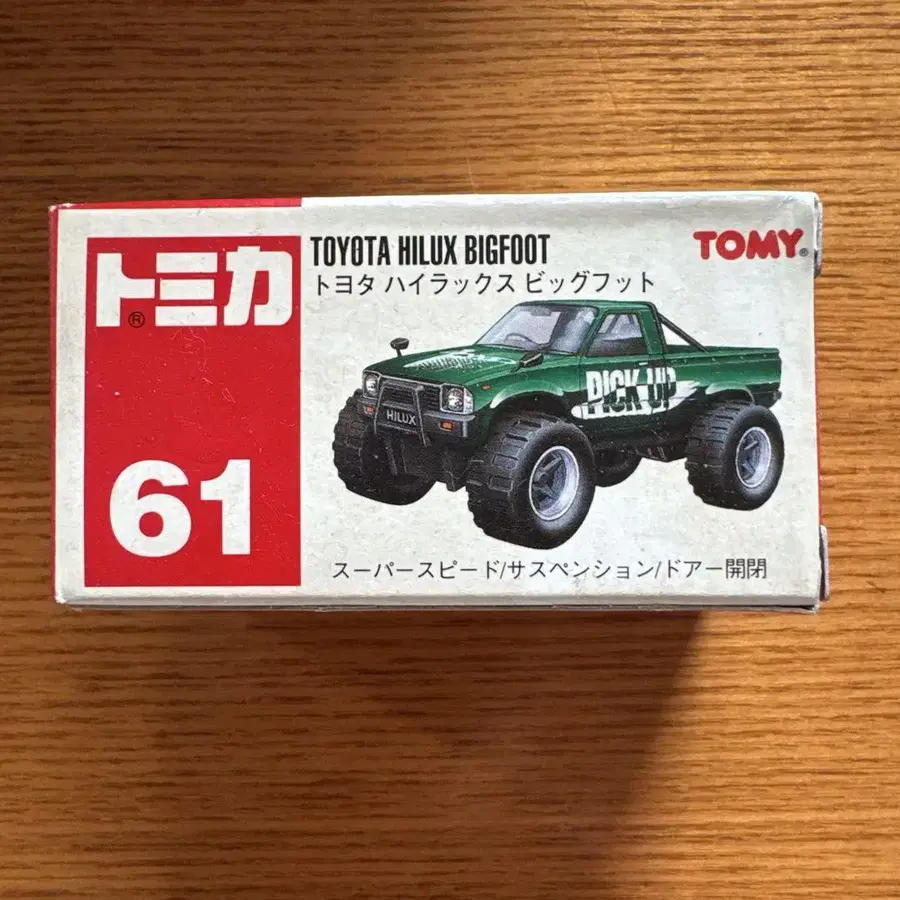 トミカ
®
61
TOYOTA HILUX BIGFOOT
トヨタ ハイラックス ビッグフット
TOMY®
PICK UP
HILUX
スーパースピード/サスペンション/ドアー開閉